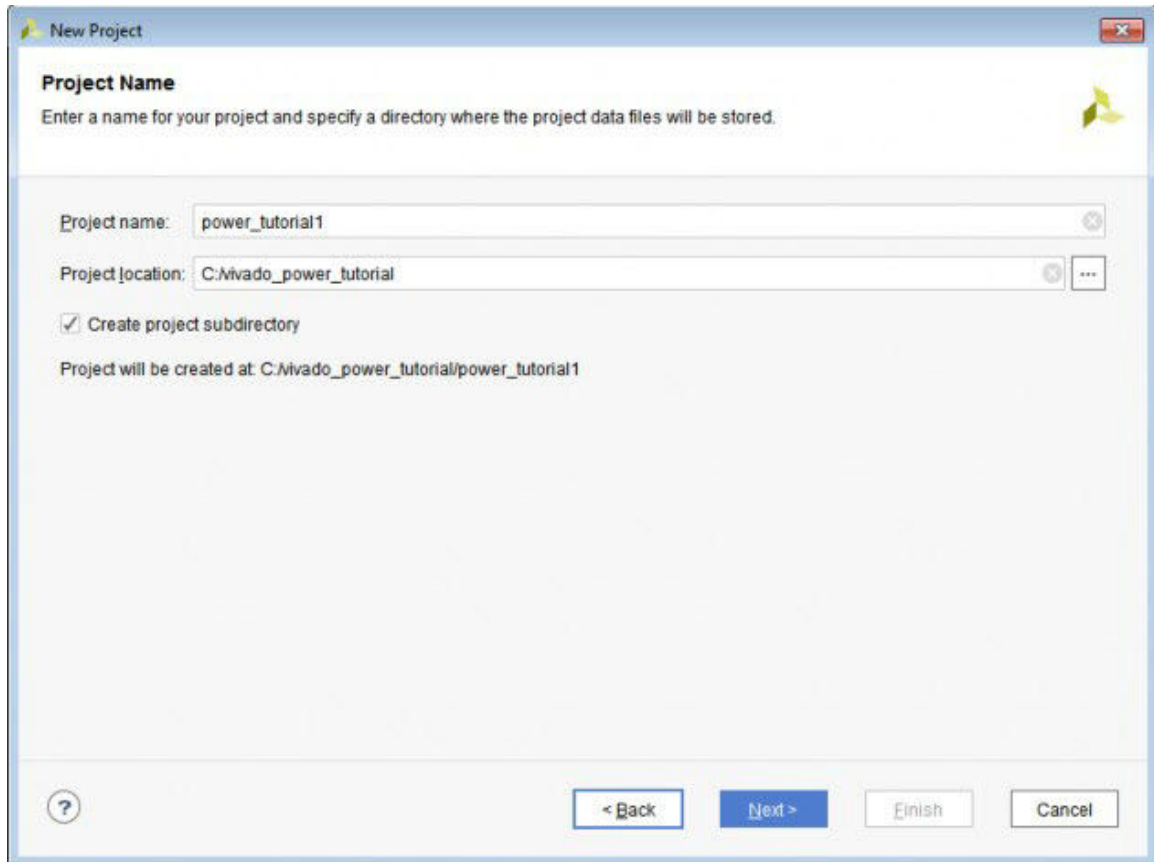 New Project
Project Name
Enter a name for your project and specify a directory where the project data files will be stored.
Project name: power_tutorial1
Project location: C:/vivado_power_tutorial ...
Create project subdirectory
Project will be created at: C:/vivado_power_tutorial/power_tutorial1
? < Back Next > Finish Cancel